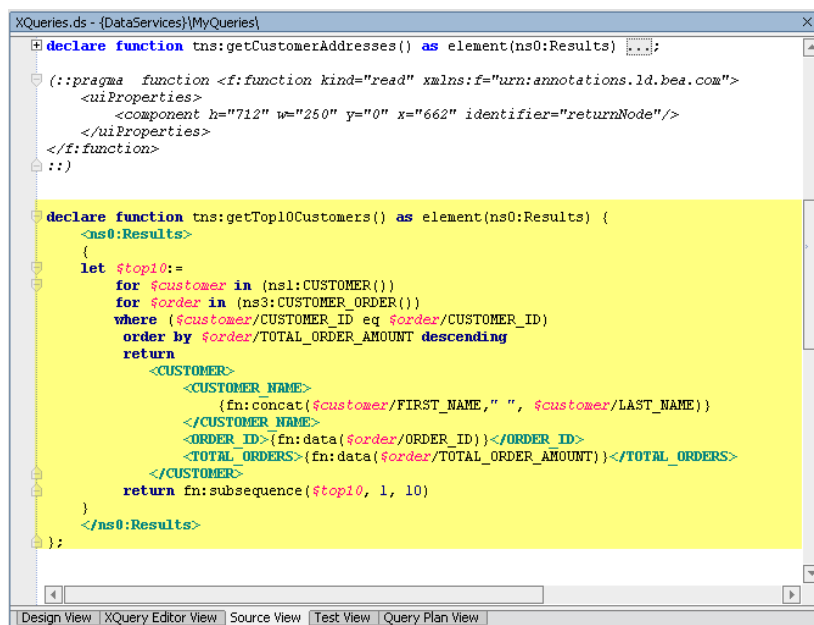 XQueries.ds - {DataServices}\MyQueries\
declare function tns:getCustomerAddresses() as element(ns0:Results) ...;
(::pragma  function <f:function kind="read" xmlns:f="urn:annotations.ld.bea.com">
<uiProperties>
<component h="712" w="250" y="0" x="662" identifier="returnNode"/>
</uiProperties>
</f:function>
::)
declare function tns:getTop10Customers() as element(ns0:Results) {
<ns0:Results>
{
let $top10:=
for $customer in (ns1:CUSTOMER())
for $order in (ns3:CUSTOMER_ORDER())
where ($customer/CUSTOMER_ID eq $order/CUSTOMER_ID)
order by $order/TOTAL_ORDER_AMOUNT descending
return
<CUSTOMER>
<CUSTOMER_NAME>
{fn:concat($customer/FIRST_NAME," ", $customer/LAST_NAME)}
</CUSTOMER_NAME>
<ORDER_ID>{fn:data($order/ORDER_ID)}</ORDER_ID>
<TOTAL_ORDERS>{fn:data($order/TOTAL_ORDER_AMOUNT)}</TOTAL_ORDERS>
</CUSTOMER>
return fn:subsequence($top10, 1, 10)
}
</ns0:Results>
};
Design View XQuery Editor View Source View Test View Query Plan View